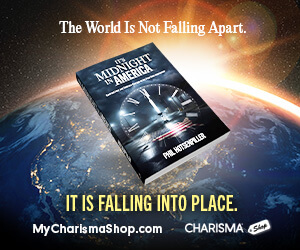 The World Is Not Falling Apart.
IT'S
MIDNIGHT
IN AMERICA
PHIL HOTSENPILLER
IT IS FALLING INTO PLACE.
MyCharismaShop.com
CHARISMA Shop